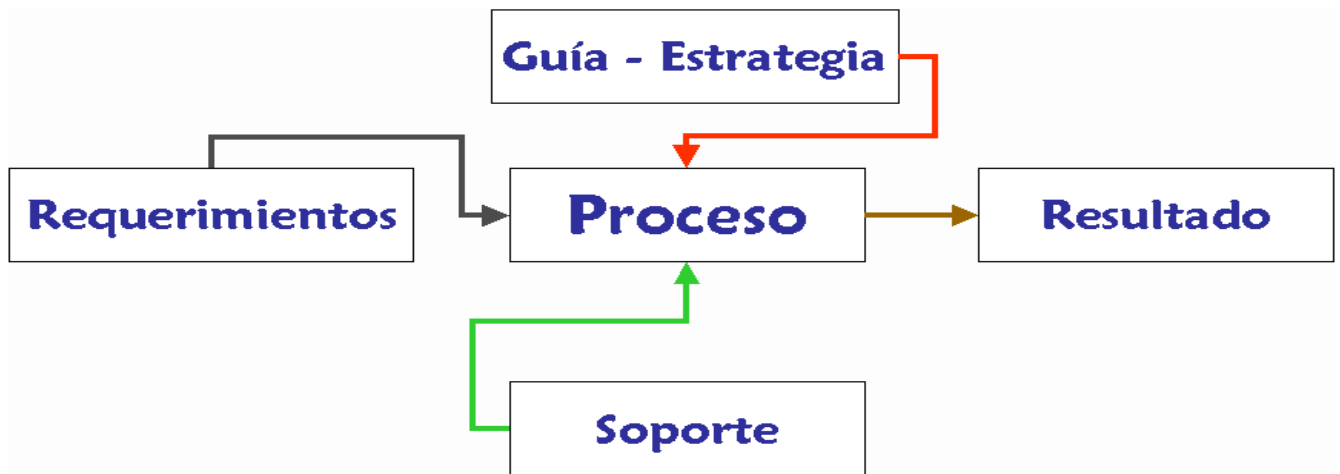 Guía - Estrategia
Requerimientos
Proceso
Resultado
Soporte